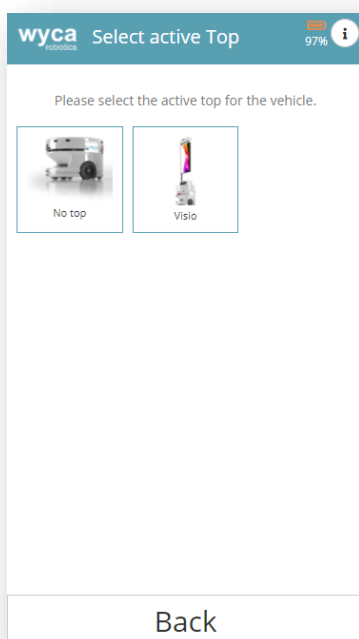 wyca
robotics
Select active Top
97%
i
Please select the active top for the vehicle.
No top
Visio
Back